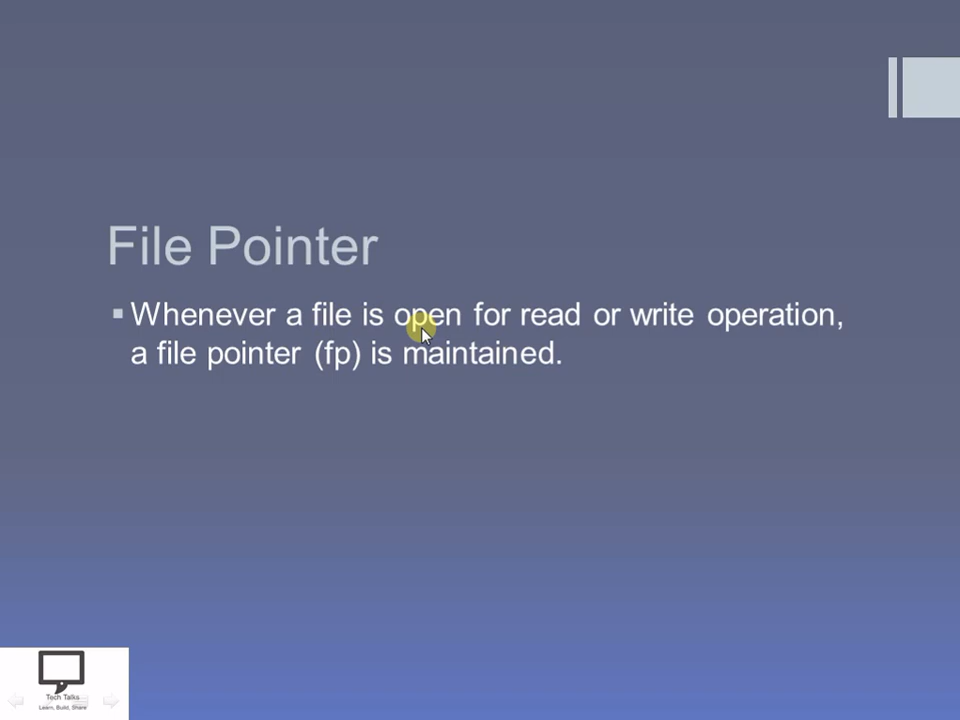 File Pointer
▪ Whenever a file is open for read or write operation,
a file pointer (fp) is maintained.
Tech Talks
Learn, Build, Share